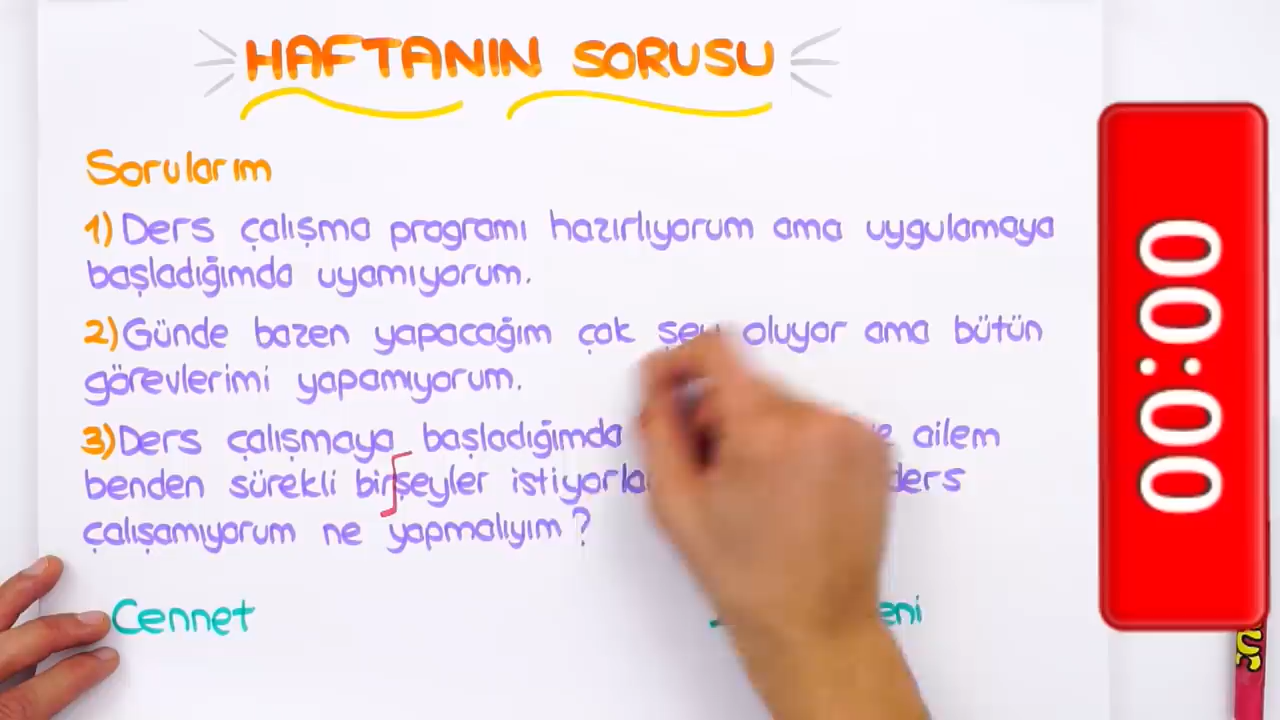 HAFTANIN SORUSU
Sorularım
1) Ders çalışma programı hazırlıyorum ama uygulamaya
başladığımda uyamıyorum.
2) Günde bazen yapacağım çok şey oluyor ama bütün
görevlerimi yapamıyorum.
3) Ders çalışmaya başladığımda ailem
benden sürekli birşeyler ders
çalışamıyorum ne yapmalıyım?
Cennet
00:00